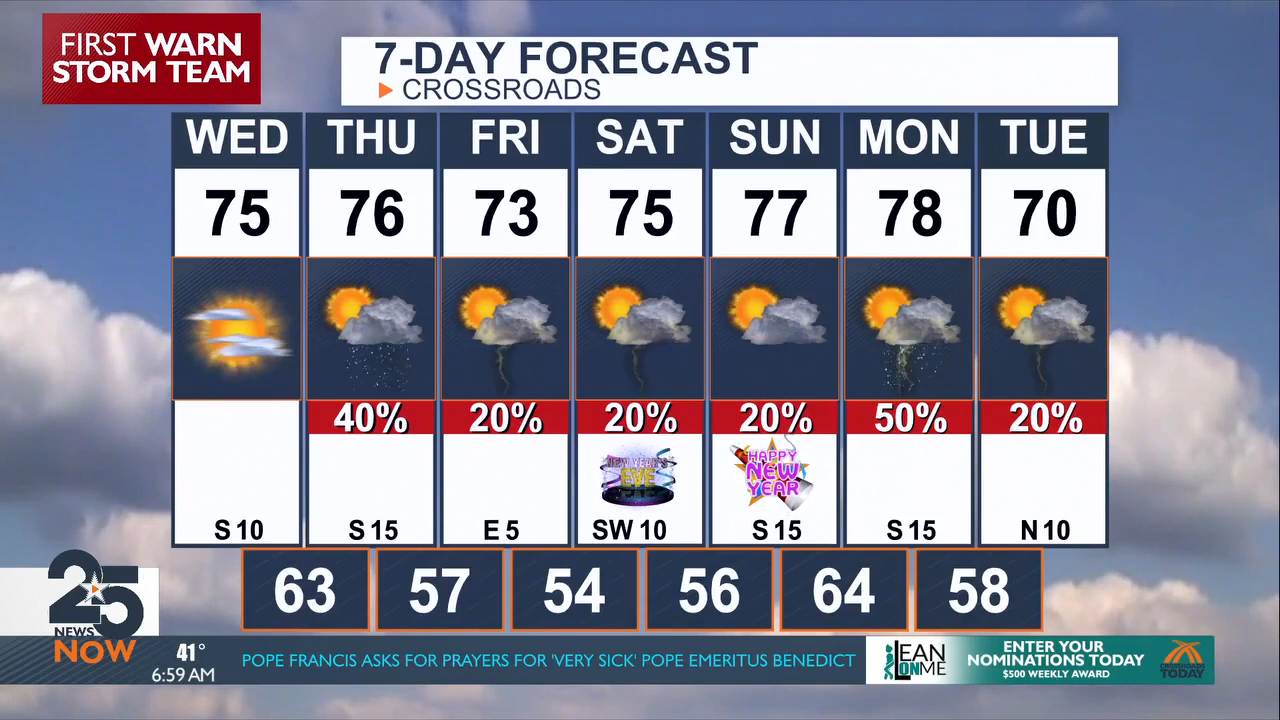 FIRST WARN
STORM TEAM
7-DAY FORECAST
CROSSROADS
WED THU FRI SAT SUN MON TUE
75 76 73 75 77 78 70
40% 20% 20% 20% 50% 20%
NEW YEAR'S
EVE
HAPPY
NEW
YEAR
S 10 S 15 E 5 SW 10 S 15 S 15 N 10
63 57 54 56 64 58
25
NEWS
NOW
41°
6:59 AM
POPE FRANCIS ASKS FOR PRAYERS FOR 'VERY SICK' POPE EMERITUS BENEDICT
LEAN
ON ME
ENTER YOUR
NOMINATIONS TODAY
$500 WEEKLY AWARD
CROSSROADS
TODAY